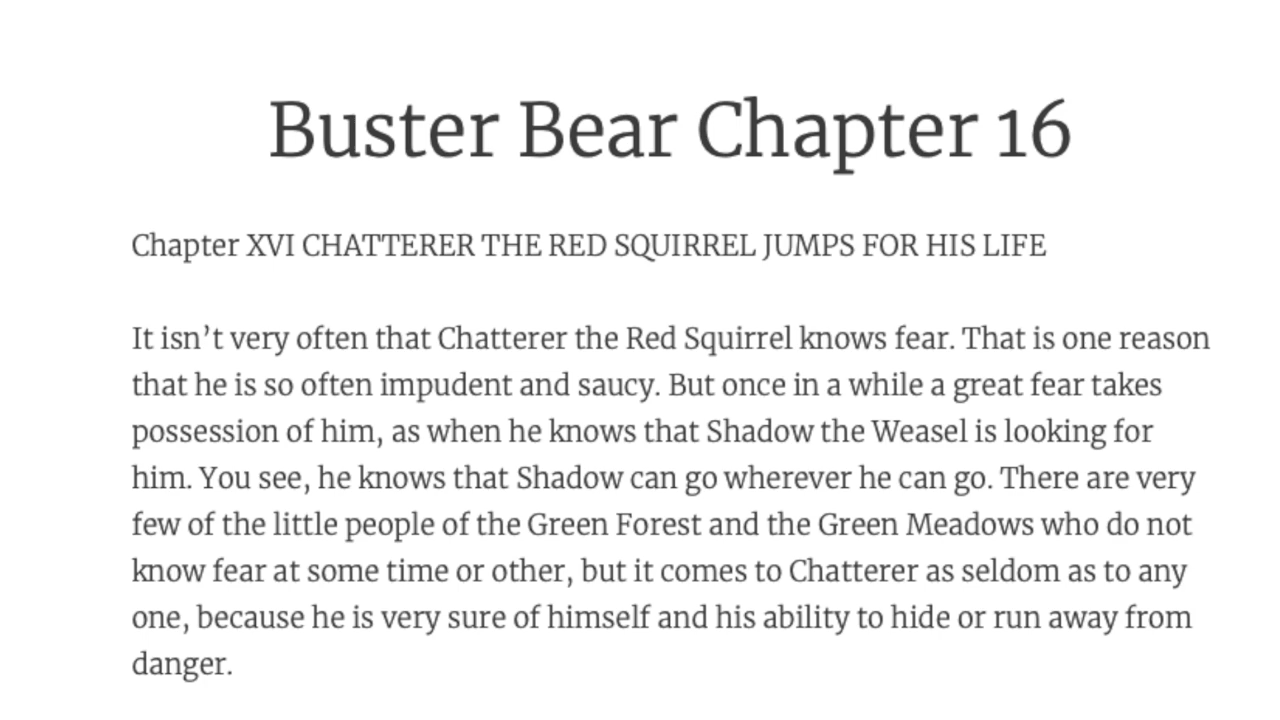 Buster Bear Chapter 16
Chapter XVI CHATTERER THE RED SQUIRREL JUMPS FOR HIS LIFE
It isn’t very often that Chatterer the Red Squirrel knows fear. That is one reason
that he is so often impudent and saucy. But once in a while a great fear takes
possession of him, as when he knows that Shadow the Weasel is looking for
him. You see, he knows that Shadow can go wherever he can go. There are very
few of the little people of the Green Forest and the Green Meadows who do not
know fear at some time or other, but it comes to Chatterer as seldom as to any
one, because he is very sure of himself and his ability to hide or run away from
danger.